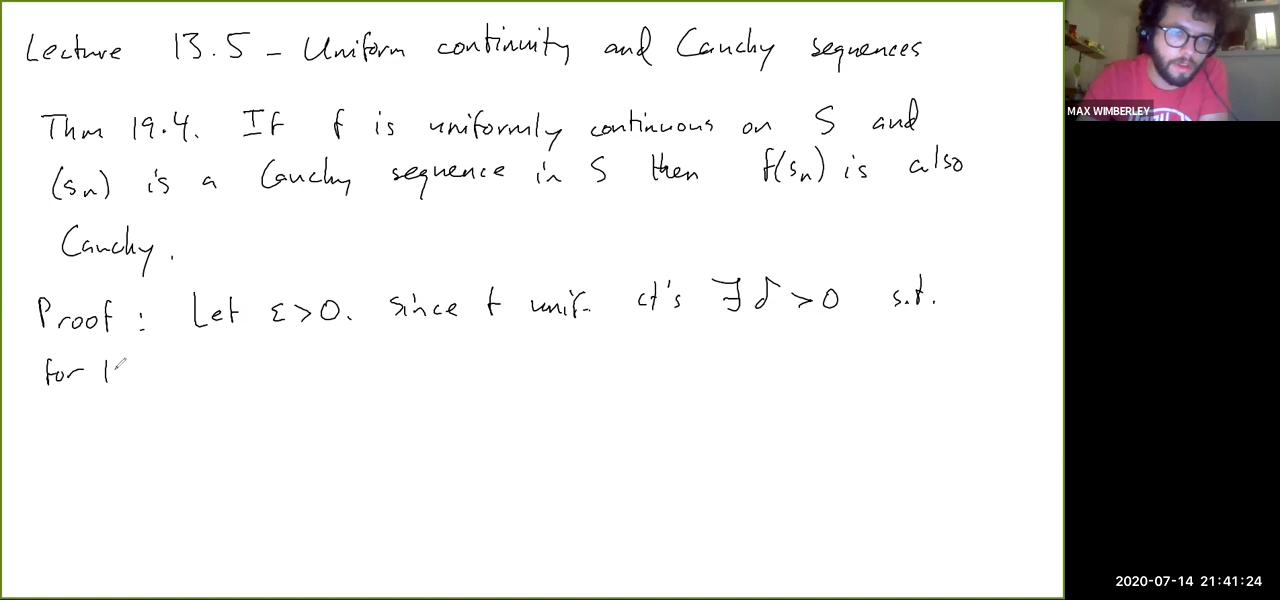 Lecture 13.5 - Uniform continuity and Cauchy sequences
MAX WIMBERLEY
Thm 19.4. If f is uniformly continuous on S and
(sn) is a Cauchy sequence in S then f(sn) is also
Cauchy.
Proof: Let ε>0. Since f unif. ct's ∃ δ>0 s.t.
for |
2020-07-14 21:41:24